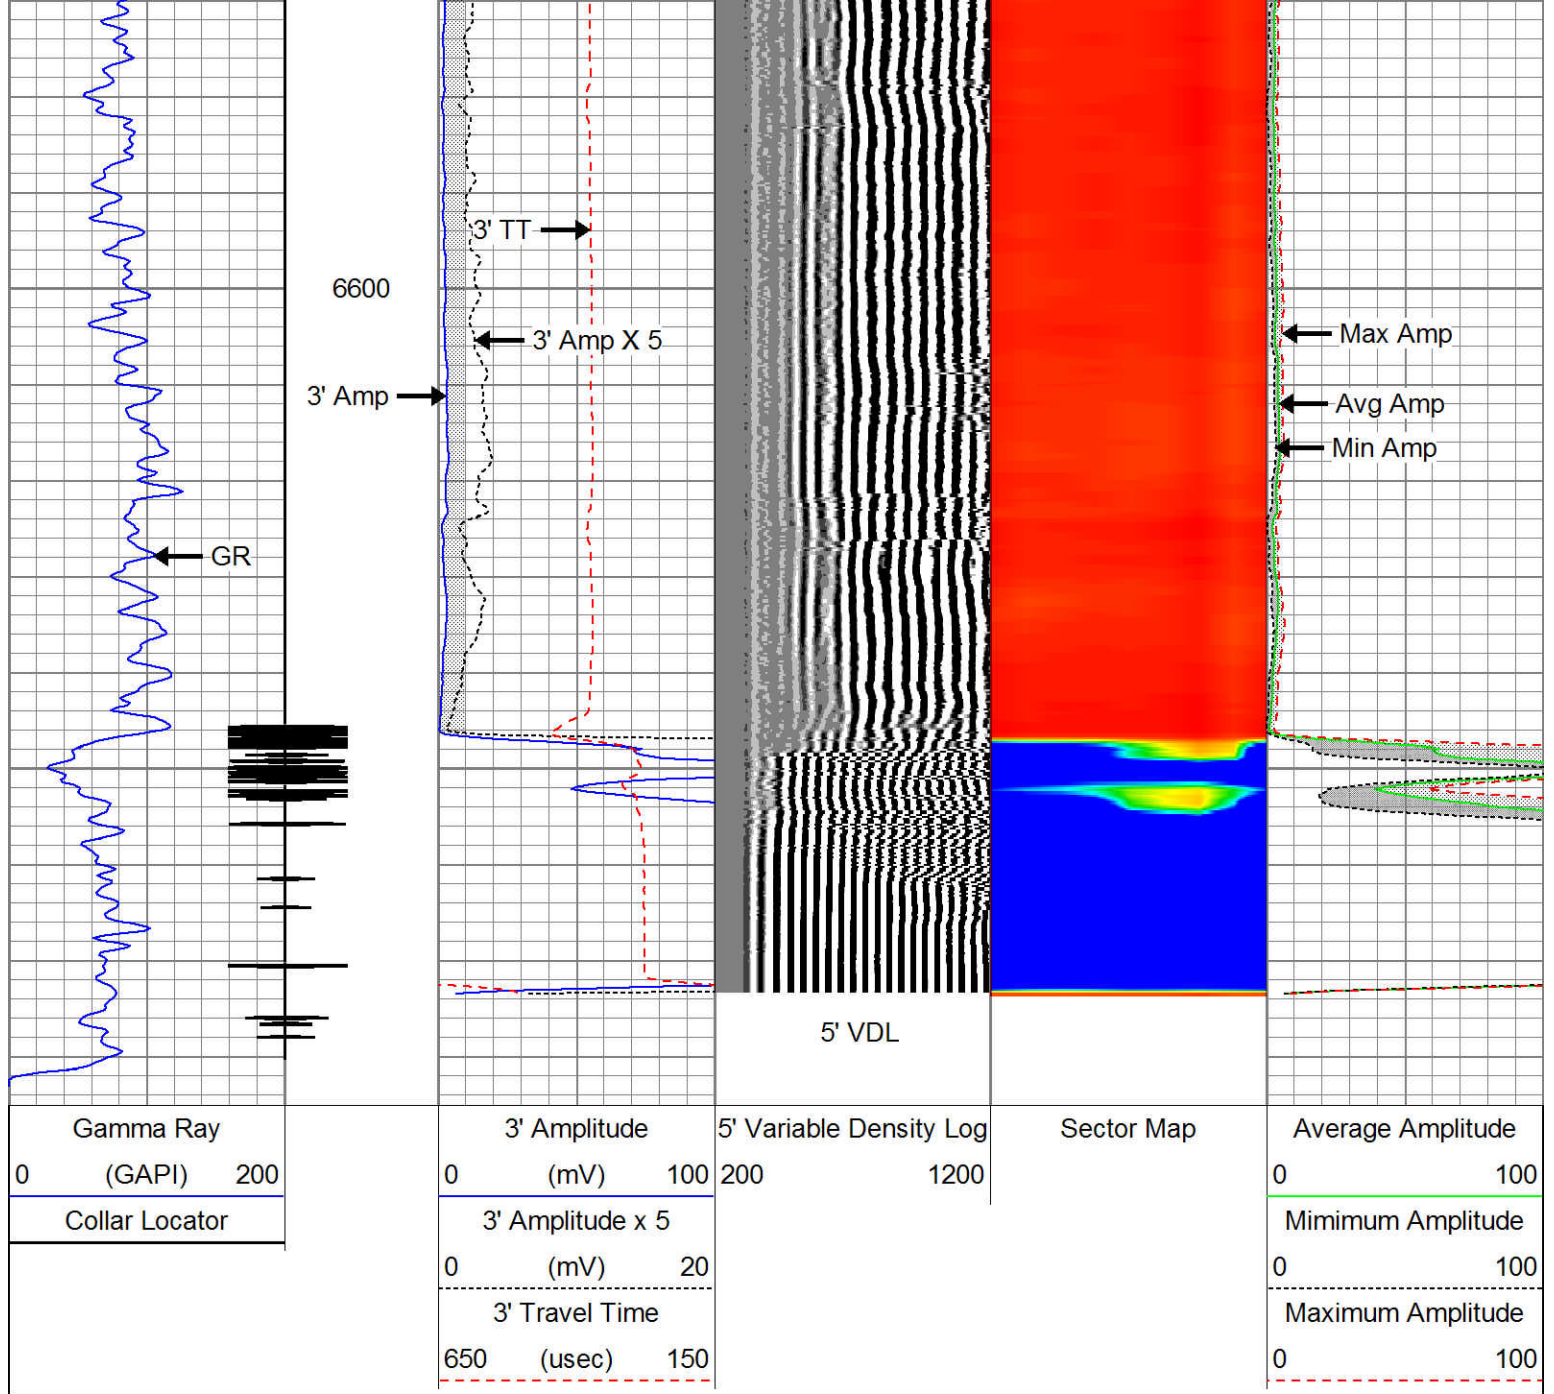 3' TT
6600
3' Amp X 5
Max Amp
3' Amp
Avg Amp
Min Amp
GR
5' VDL
Gamma Ray
0 (GAPI) 200
Collar Locator
3' Amplitude
0 (mV) 100
3' Amplitude x 5
0 (mV) 20
3' Travel Time
650 (usec) 150
5' Variable Density Log
200 1200
Sector Map
Average Amplitude
0 100
Mimimum Amplitude
0 100
Maximum Amplitude
0 100